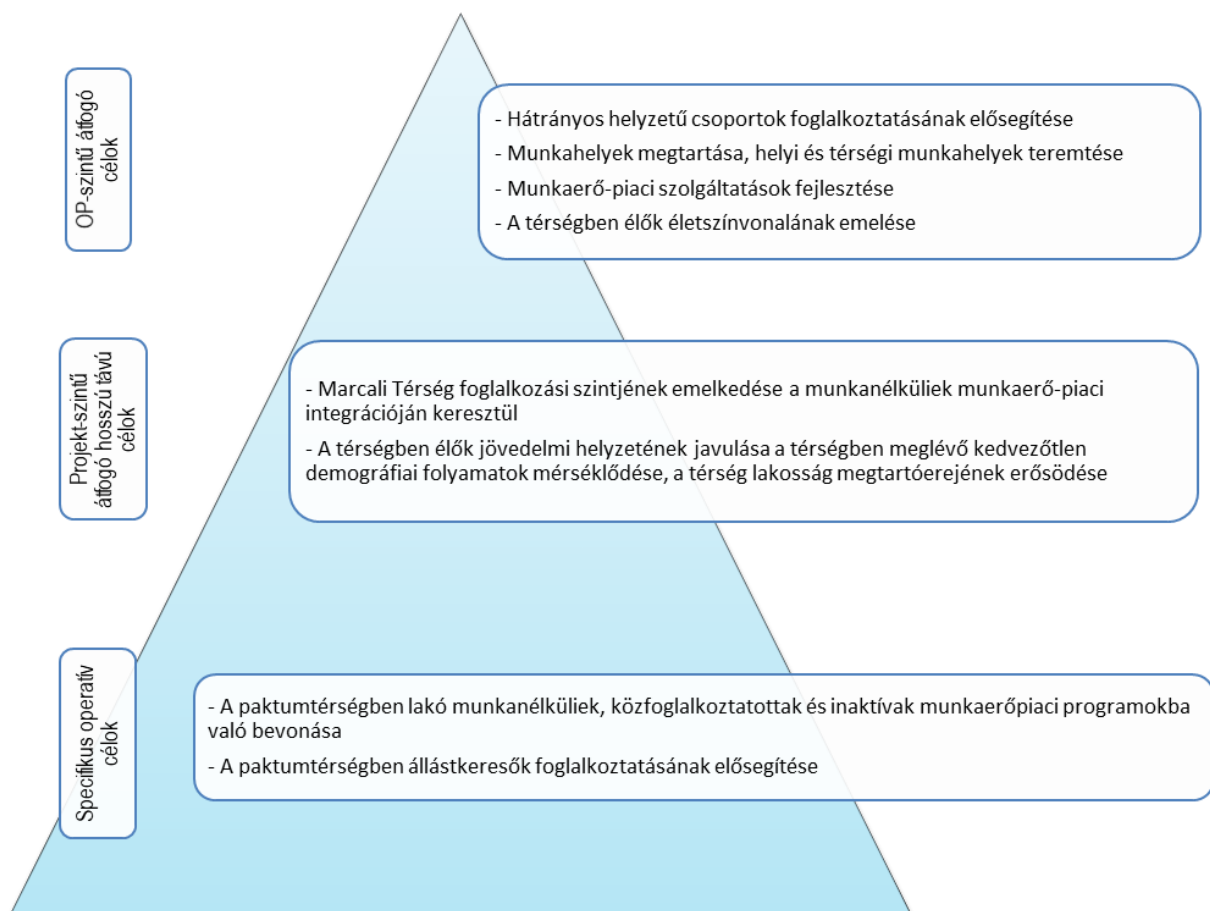 OP-szintű átfogó
célok
- Hátrányos helyzetű csoportok foglalkoztatásának elősegítése
- Munkahelyek megtartása, helyi és térségi munkahelyek teremtése
- Munkaerő-piaci szolgáltatások fejlesztése
- A térségben élők életszínvonalának emelése
Projekt-szintű
átfogó hosszú távú
célok
- Marcali Térség foglalkozási szintjének emelkedése a munkanélküliek munkaerő-piaci
integrációján keresztül
- A térségben élők jövedelmi helyzetének javulása a térségben meglévő kedvezőtlen
demográfiai folyamatok mérséklődése, a térség lakosság megtartóerejének erősödése
Specifikus operatív
célok
- A paktumtérségben lakó munkanélküliek, közfoglalkoztatottak és inaktívak munkaerőpiaci programokba
való bevonása
- A paktumtérségben állástkeresők foglalkoztatásának elősegítése